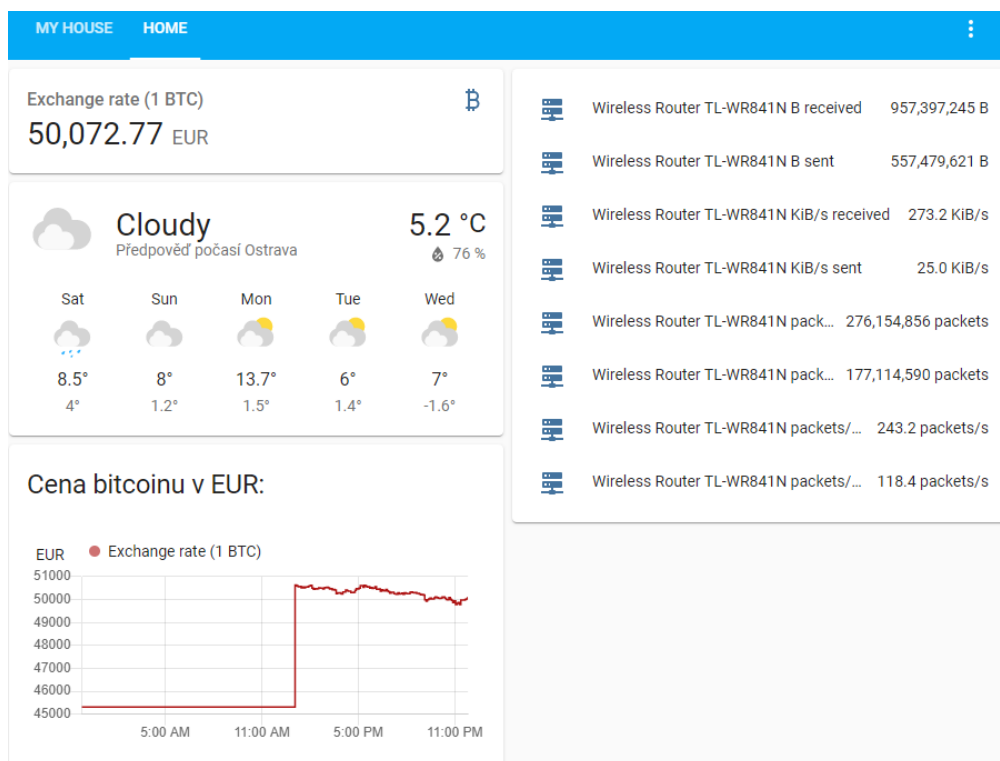 MY HOUSE HOME
Exchange rate (1 BTC)
50,072.77 EUR
Cloudy
5.2 °C
Předpověď počasí Ostrava
76 %
Sat Sun Mon Tue Wed
8.5° 8° 13.7° 6° 7°
4° 1.2° 1.5° 1.4° -1.6°
Cena bitcoinu v EUR:
EUR
Exchange rate (1 BTC)
51000
50000
49000
48000
47000
46000
45000
5:00 AM 11:00 AM 5:00 PM 11:00 PM
Wireless Router TL-WR841N B received 957,397,245 B
Wireless Router TL-WR841N B sent 557,479,621 B
Wireless Router TL-WR841N KiB/s received 273.2 KiB/s
Wireless Router TL-WR841N KiB/s sent 25.0 KiB/s
Wireless Router TL-WR841N pack... 276,154,856 packets
Wireless Router TL-WR841N pack... 177,114,590 packets
Wireless Router TL-WR841N packets/... 243.2 packets/s
Wireless Router TL-WR841N packets/... 118.4 packets/s